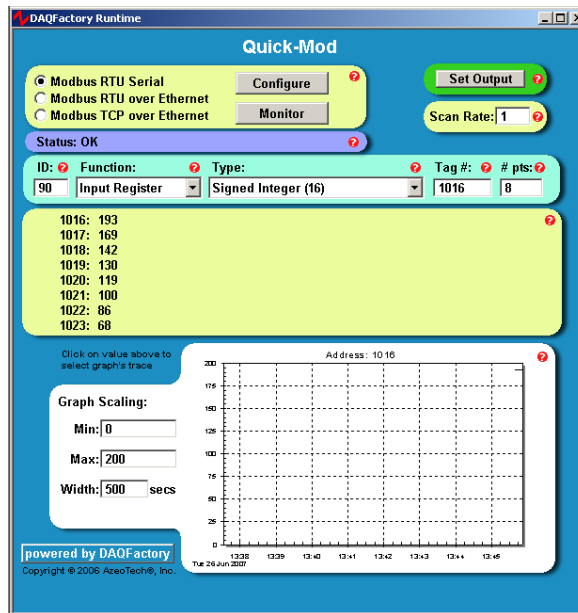 DAQFactory Runtime
Quick-Mod
Modbus RTU Serial
Modbus RTU over Ethernet
Modbus TCP over Ethernet
Configure
Monitor
Set Output
Scan Rate: 1
Status: OK
ID: Function: Type: Tag #: # pts:
90 Input Register Signed Integer (16) 1016 8
1016: 193
1017: 169
1018: 142
1019: 130
1020: 119
1021: 100
1022: 86
1023: 68
Click on value above to
select graph's trace
Graph Scaling:
Min: 0
Max: 200
Width: 500 secs
Address: 1016
200
175
150
125
100
75
50
25
0
13:38 13:39 13:40 13:41 13:42 13:43 13:44 13:45
Tue 26 Jun 2007
powered by DAQFactory
Copyright © 2006 AzeoTech®, Inc.